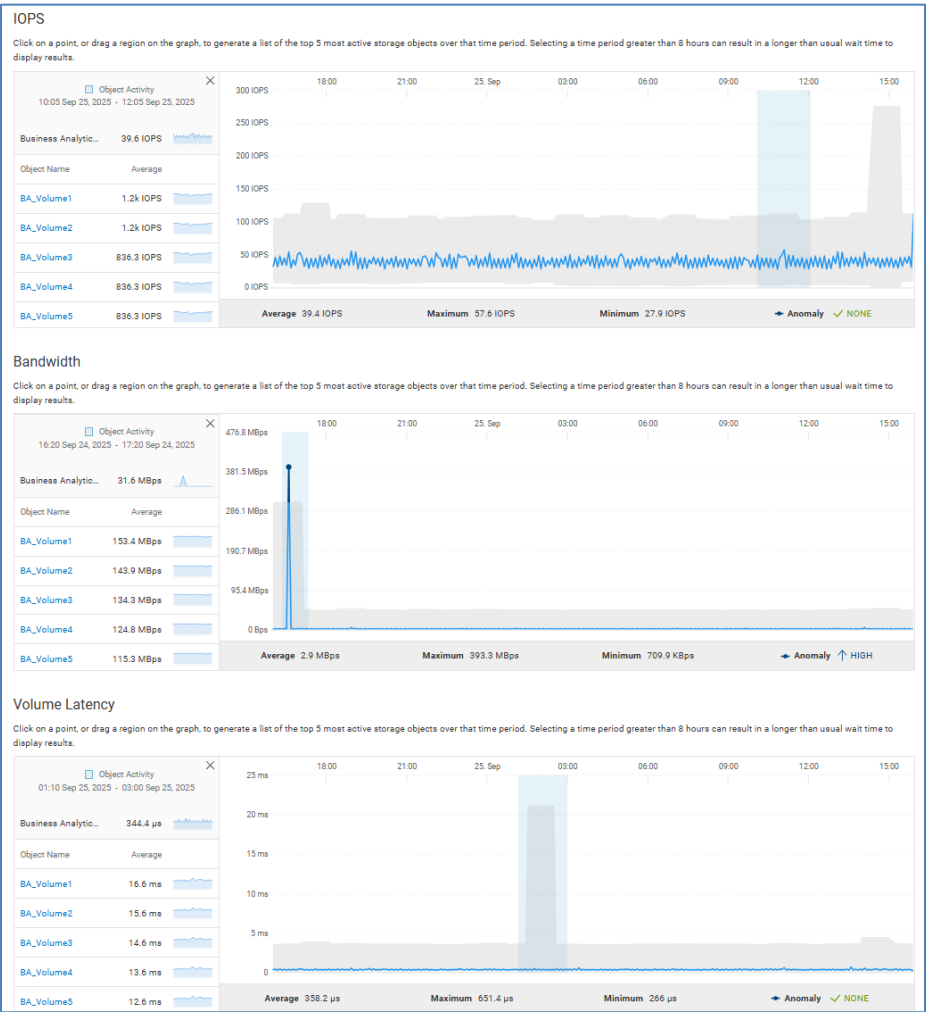 IOPS
Click on a point, or drag a region on the graph, to generate a list of the top 5 most active storage objects over that time period. Selecting a time period greater than 8 hours can result in a longer than usual wait time to
display results.
Object Activity
10:05 Sep 25, 2025 - 12:05 Sep 25, 2025
Business Analytic... 39.6 IOPS
Object Name Average
BA_Volume1 1.2k IOPS
BA_Volume2 1.2k IOPS
BA_Volume3 836.3 IOPS
BA_Volume4 836.3 IOPS
BA_Volume5 836.3 IOPS
18:00 21:00 25. Sep 03:00 06:00 09:00 12:00 15:00
300 IOPS
250 IOPS
200 IOPS
150 IOPS
100 IOPS
50 IOPS
0 IOPS
Average 39.4 IOPS Maximum 57.6 IOPS Minimum 27.9 IOPS Anomaly NONE
Bandwidth
Click on a point, or drag a region on the graph, to generate a list of the top 5 most active storage objects over that time period. Selecting a time period greater than 8 hours can result in a longer than usual wait time to
display results.
Object Activity
16:20 Sep 24, 2025 - 17:20 Sep 24, 2025
Business Analytic... 31.6 MBps
Object Name Average
BA_Volume1 153.4 MBps
BA_Volume2 143.9 MBps
BA_Volume3 134.3 MBps
BA_Volume4 124.8 MBps
BA_Volume5 115.3 MBps
18:00 21:00 25. Sep 03:00 06:00 09:00 12:00 15:00
476.8 MBps
381.5 MBps
286.1 MBps
190.7 MBps
95.4 MBps
0 Bps
Average 2.9 MBps Maximum 393.3 MBps Minimum 709.9 KBps Anomaly HIGH
Volume Latency
Click on a point, or drag a region on the graph, to generate a list of the top 5 most active storage objects over that time period. Selecting a time period greater than 8 hours can result in a longer than usual wait time to
display results.
Object Activity
01:10 Sep 25, 2025 - 03:00 Sep 25, 2025
Business Analytic... 344.4 µs
Object Name Average
BA_Volume1 16.6 ms
BA_Volume2 15.6 ms
BA_Volume3 14.6 ms
BA_Volume4 13.6 ms
BA_Volume5 12.6 ms
18:00 21:00 25. Sep 03:00 06:00 09:00 12:00 15:00
25 ms
20 ms
15 ms
10 ms
5 ms
0
Average 358.2 µs Maximum 651.4 µs Minimum 266 µs Anomaly NONE